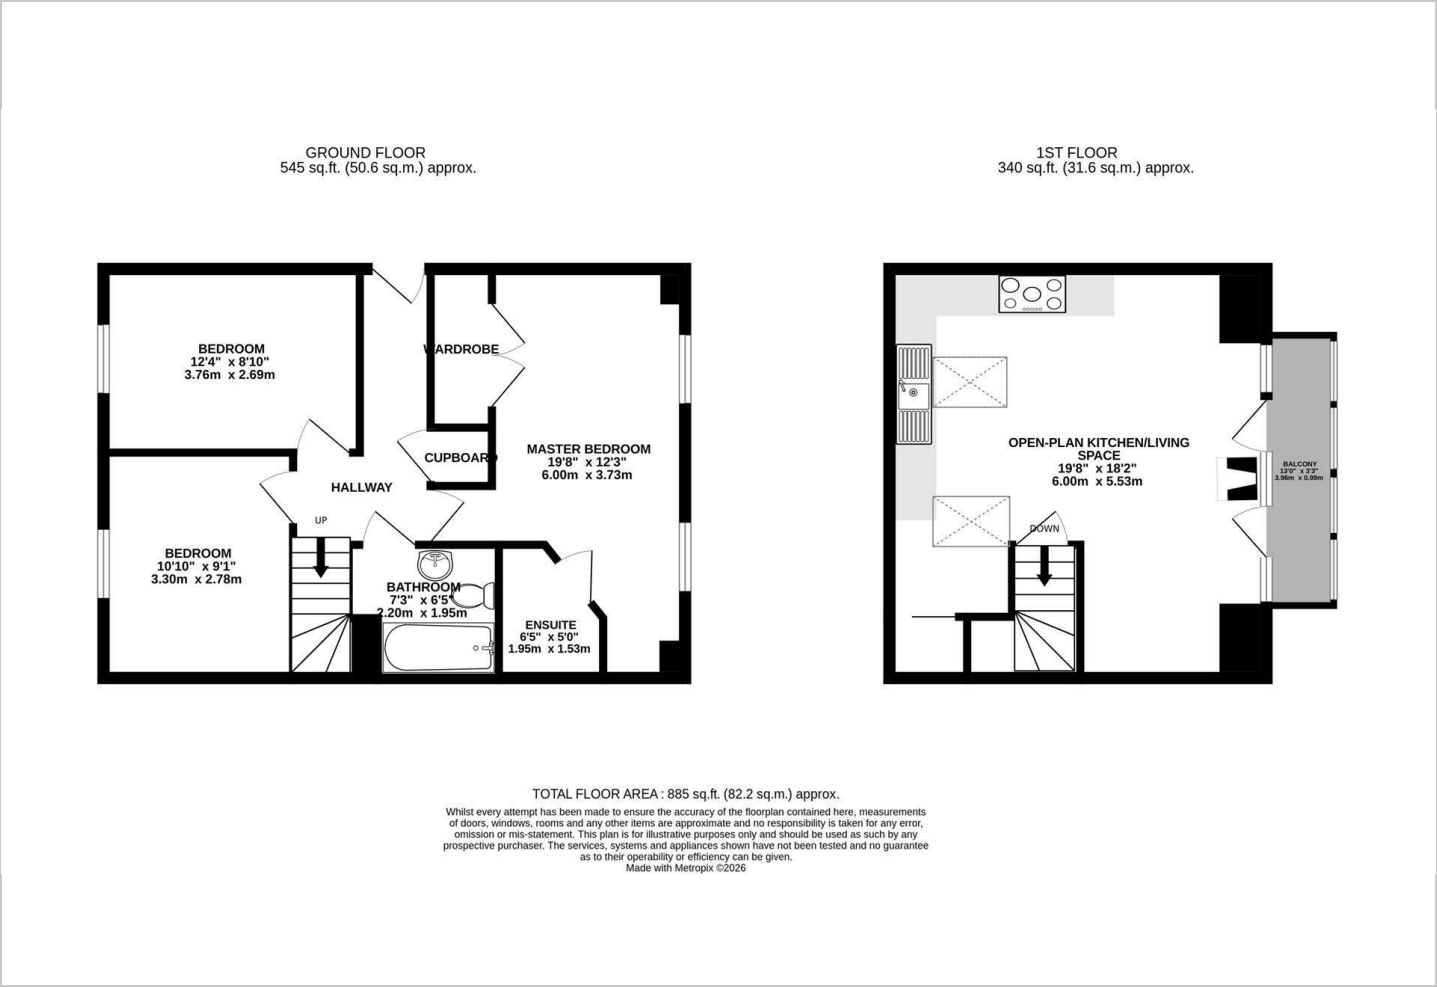 GROUND FLOOR
545 sq.ft. (50.6 sq.m.) approx.
1ST FLOOR
340 sq.ft. (31.6 sq.m.) approx.
BEDROOM
12'4" x 8'10"
3.76m x 2.69m
WARDROBE
CUPBOARD
MASTER BEDROOM
19'8" x 12'3"
6.00m x 3.73m
HALLWAY
UP
BEDROOM
10'10" x 9'1"
3.30m x 2.78m
BATHROOM
7'3" x 6'5"
2.20m x 1.95m
ENSUITE
6'5" x 5'0"
1.95m x 1.53m
OPEN-PLAN KITCHEN/LIVING
SPACE
19'8" x 18'2"
6.00m x 5.53m
BALCONY
13'0" x 3'3"
3.96m x 0.99m
DOWN
TOTAL FLOOR AREA : 885 sq.ft. (82.2 sq.m.) approx.
Whilst every attempt has been made to ensure the accuracy of the floorplan contained here, measurements
of doors, windows, rooms and any other items are approximate and no responsibility is taken for any error,
omission or mis-statement. This plan is for illustrative purposes only and should be used as such by any
prospective purchaser. The services, systems and appliances shown have not been tested and no guarantee
as to their operability or efficiency can be given.
Made with Metropix ©2026